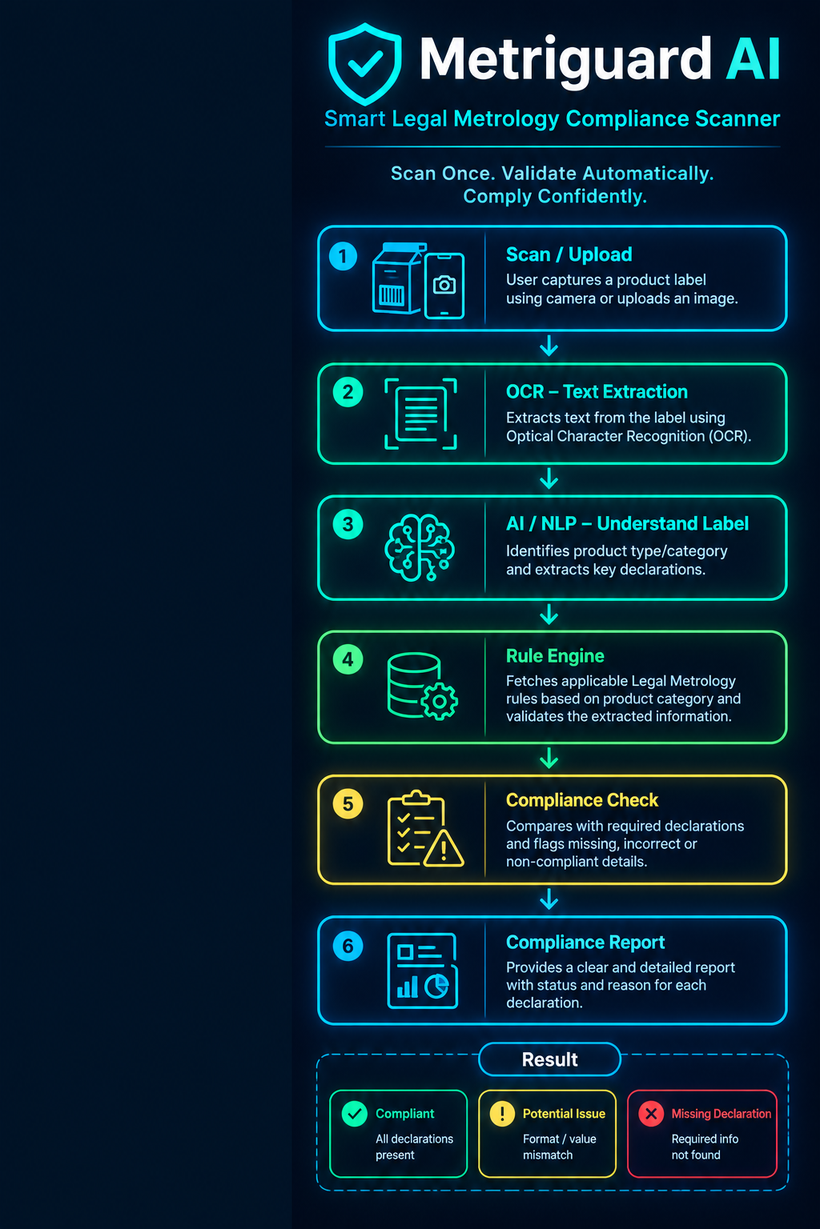 Metriguard AI
Smart Legal Metrology Compliance Scanner
Scan Once. Validate Automatically.
Comply Confidently.
1
Scan / Upload
User captures a product label
using camera or uploads an image.
2
OCR – Text Extraction
Extracts text from the label using
Optical Character Recognition (OCR).
3
AI / NLP – Understand Label
Identifies product type/category
and extracts key declarations.
4
Rule Engine
Fetches applicable Legal Metrology
rules based on product category and
validates the extracted information.
5
Compliance Check
Compares with required declarations
and flags missing, incorrect or
non-compliant details.
6
Compliance Report
Provides a clear and detailed report
with status and reason for each
declaration.
Result
Compliant
All declarations
present
Potential Issue
Format / value
mismatch
Missing Declaration
Required info
not found